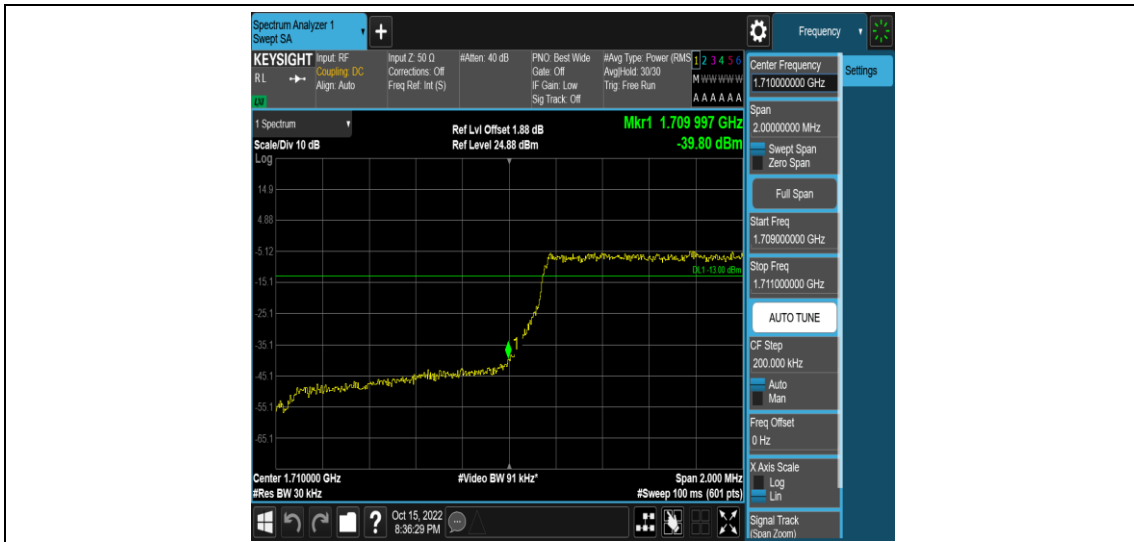 Spectrum Analyzer 1
Swept SA
+
Frequency
KEYSIGHT
RL
LXI
Input: RF
Coupling: DC
Align: Auto
Input Z: 50 Ω
Corrections: Off
Freq Ref: Int (S)
#Atten: 40 dB
PNO: Best Wide
Gate: Off
IF Gain: Low
Sig Track: Off
#Avg Type: Power (RMS
Avg|Hold: 30/30
Trig: Free Run
1 2 3 4 5 6
M W W W W W
A A A A A A
1 Spectrum
Scale/Div 10 dB
Log
Ref Lvl Offset 1.88 dB
Ref Level 24.88 dBm
Mkr1 1.709 997 GHz
-39.80 dBm
14.9
4.88
-5.12
-15.1
-25.1
-35.1
-45.1
-55.1
-65.1
DL1 -13.00 dBm
1
Center 1.710000 GHz
#Res BW 30 kHz
#Video BW 91 kHz*
Span 2.000 MHz
#Sweep 100 ms (601 pts)
?
Oct 15, 2022
8:36:29 PM
Center Frequency
1.710000000 GHz
Settings
Span
2.00000000 MHz
Swept Span
Zero Span
Full Span
Start Freq
1.709000000 GHz
Stop Freq
1.711000000 GHz
AUTO TUNE
CF Step
200.000 kHz
Auto
Man
Freq Offset
0 Hz
X Axis Scale
Log
Lin
Signal Track
(Span Zoom)